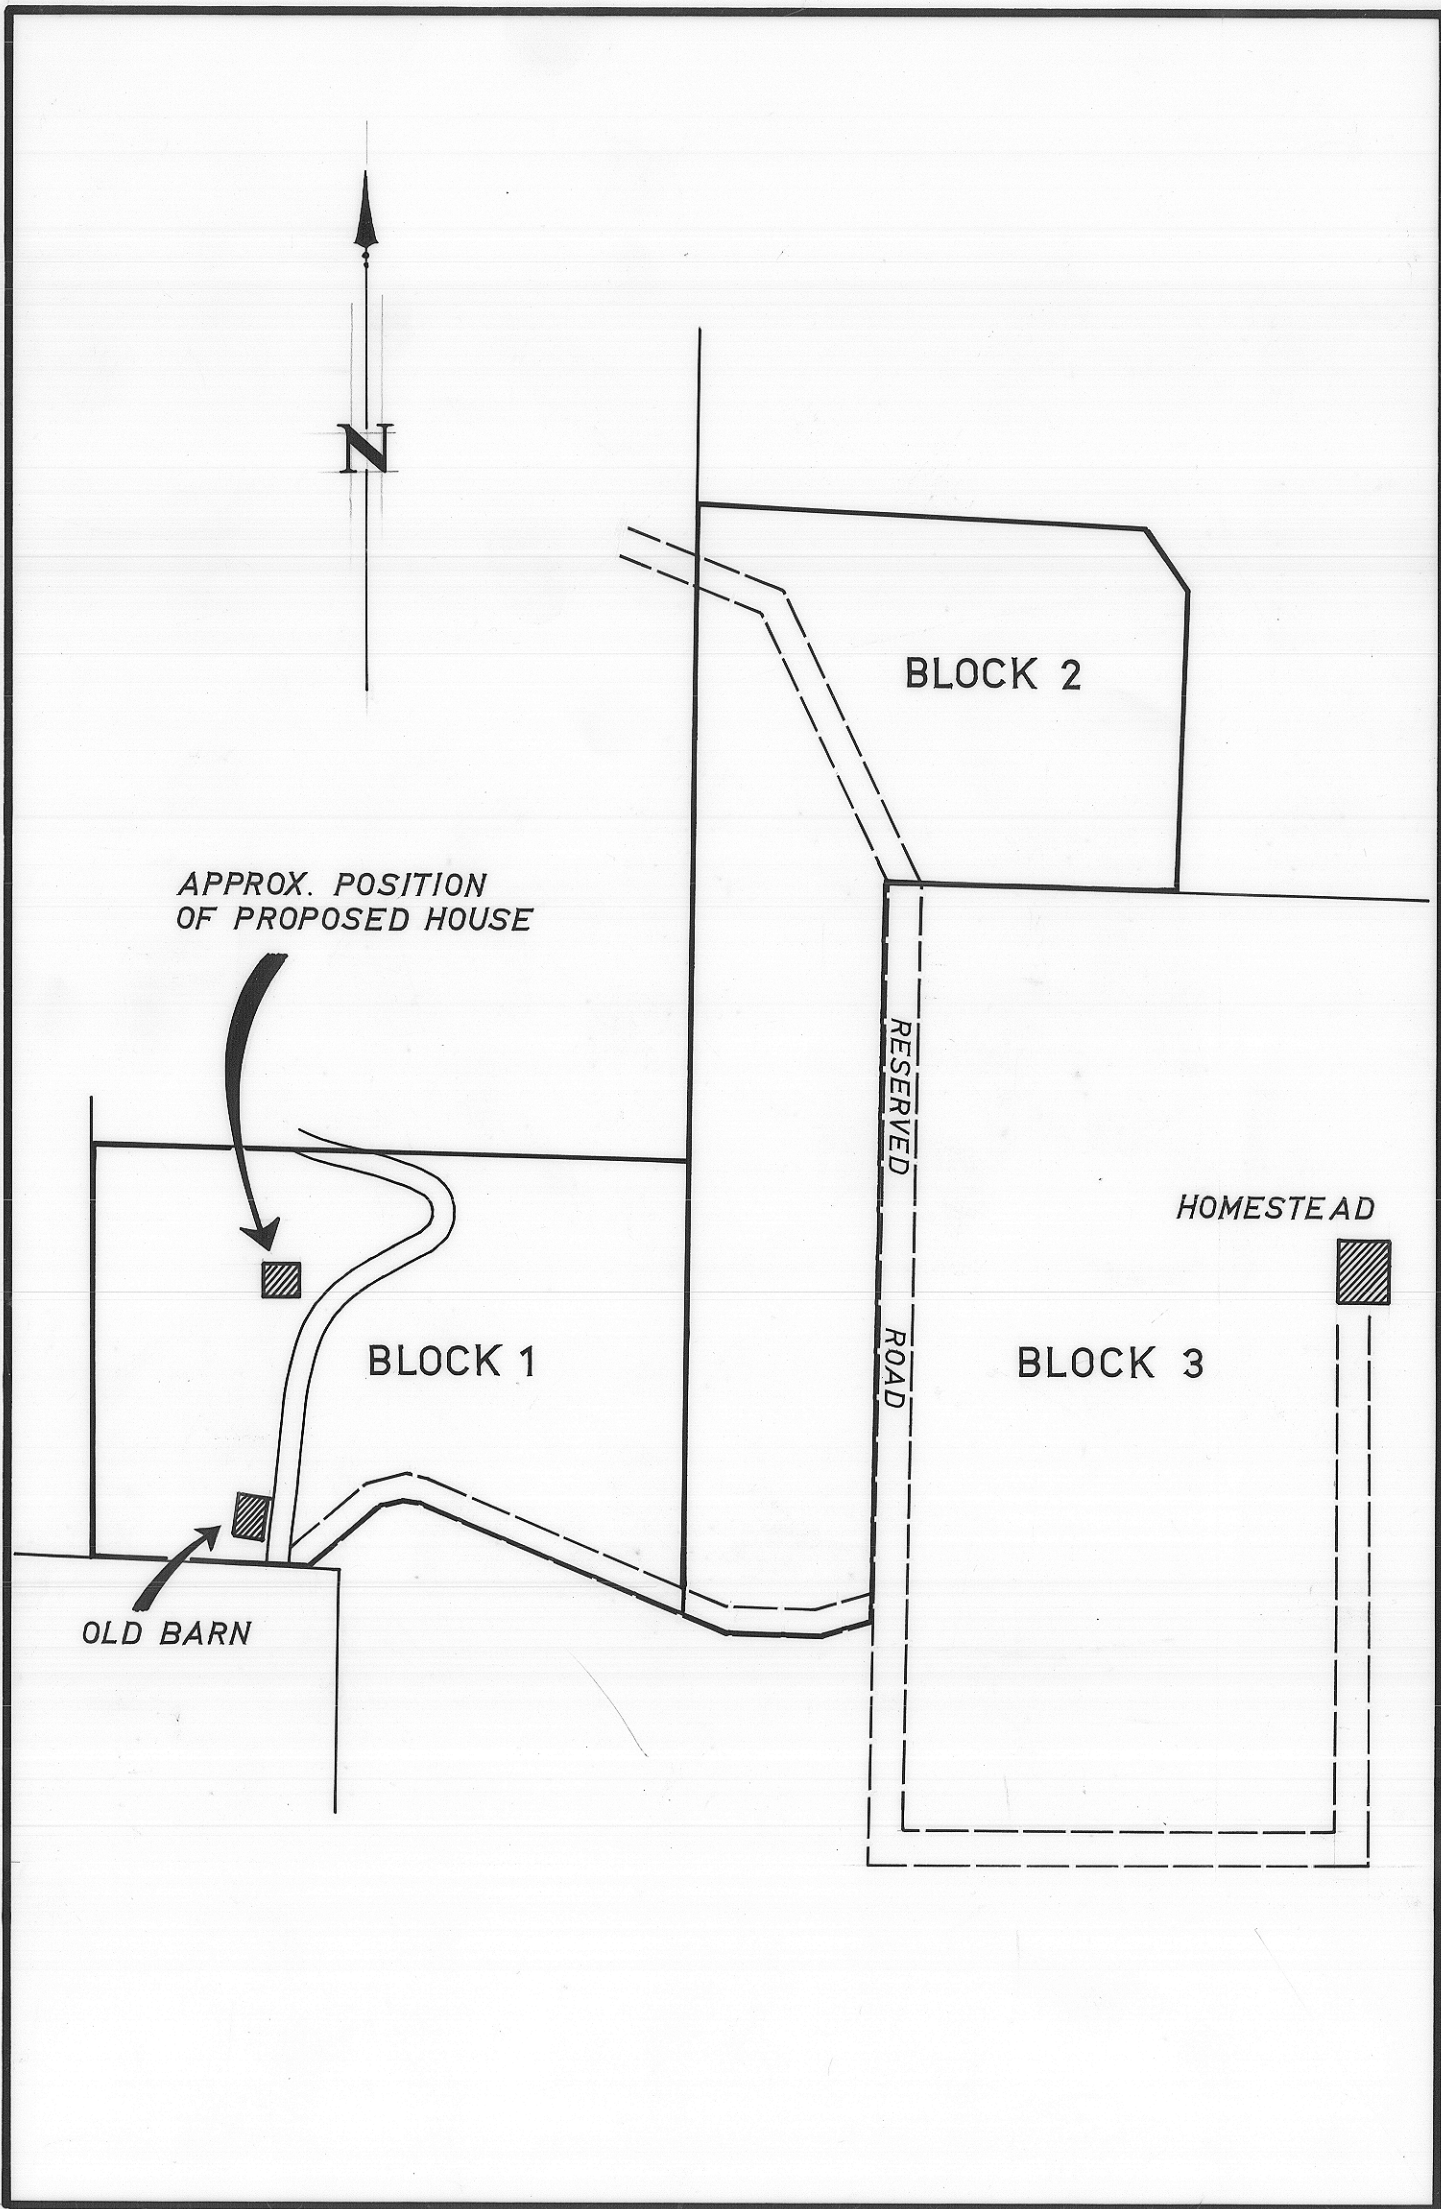 N
BLOCK 2
APPROX. POSITION
OF PROPOSED HOUSE
RESERVED
ROAD
HOMESTEAD
BLOCK 1
BLOCK 3
OLD BARN